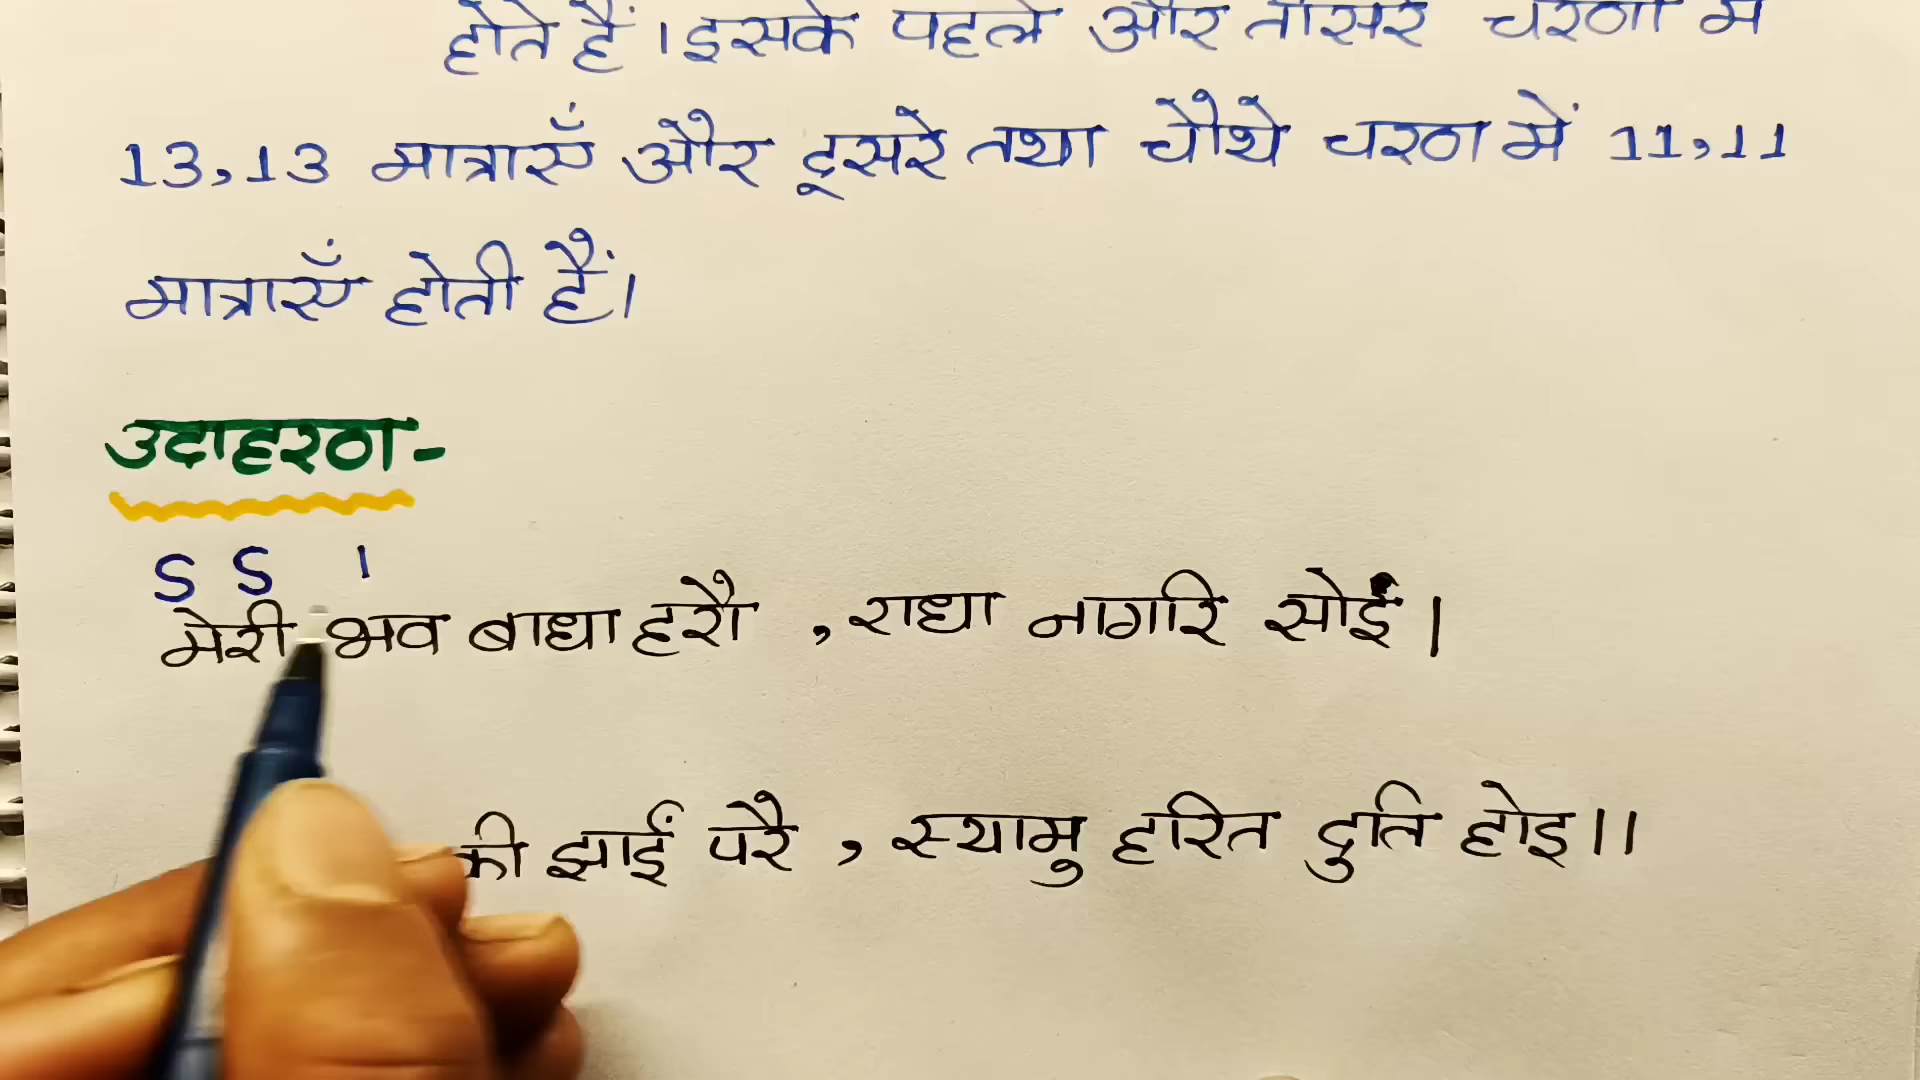 होते हैं। इसके पहले और तीसरे चरणों में
13,13 मात्राएँ और दूसरे तथा चौथे चरण में 11,11
मात्राएँ होती हैं।
उदाहरण-
S S I
मेरी भव बाधा हरौ , राधा नागरि सोई।
की झाईं परै , स्यामु हरित दुति होइ।।